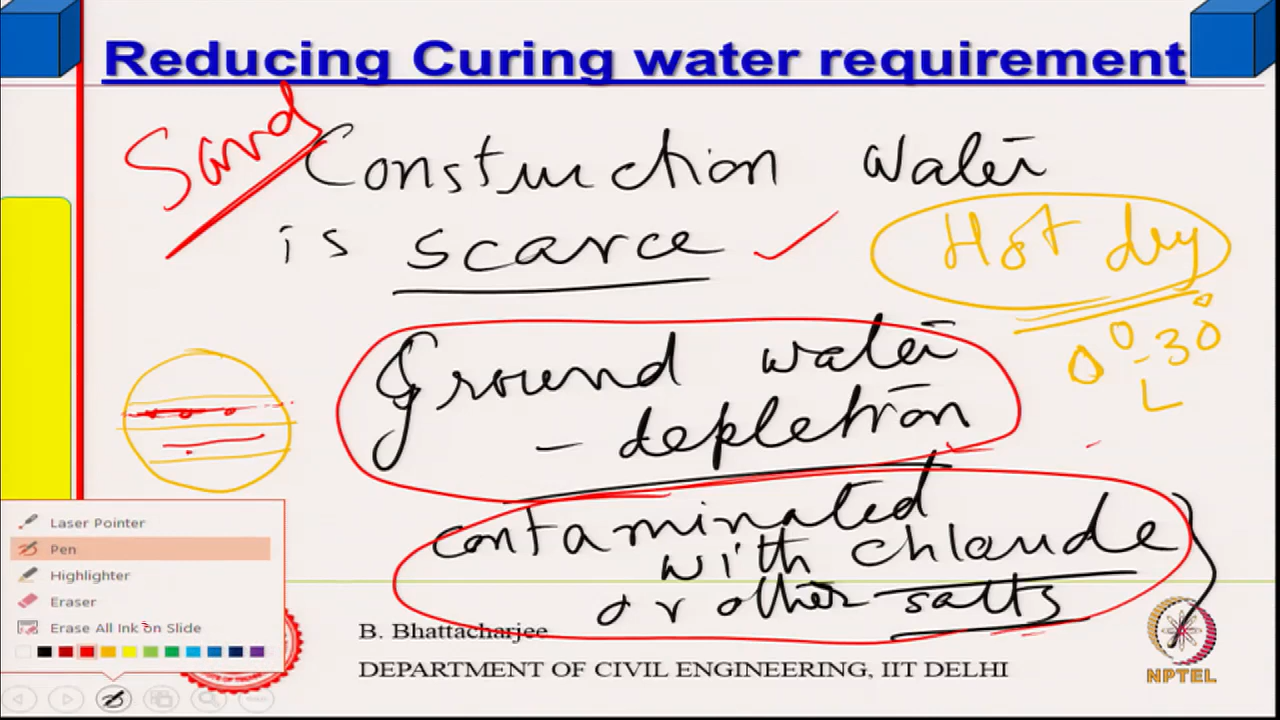 Reducing Curing water requirement
Sand
Construction water
is scarce
Hot dry
0°-30°
L
Ground water
- depletion
contaminated
with chloride
or other salts
Laser Pointer
Pen
Highlighter
Eraser
Erase All Ink on Slide
B. Bhattacharjee
DEPARTMENT OF CIVIL ENGINEERING, IIT DELHI
NPTEL